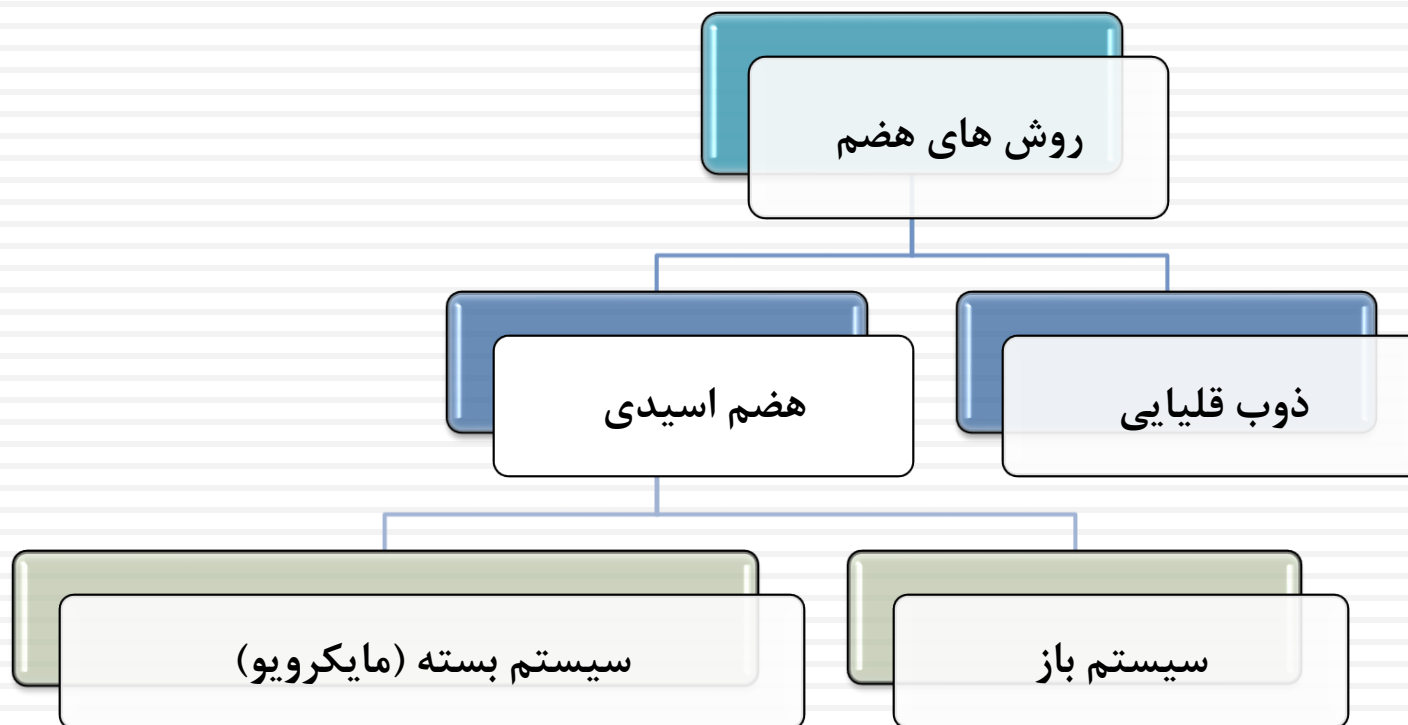 روش های هضم
ذوب قلیایی
هضم اسیدی
سیستم باز
سیستم بسته (مایکرویو)